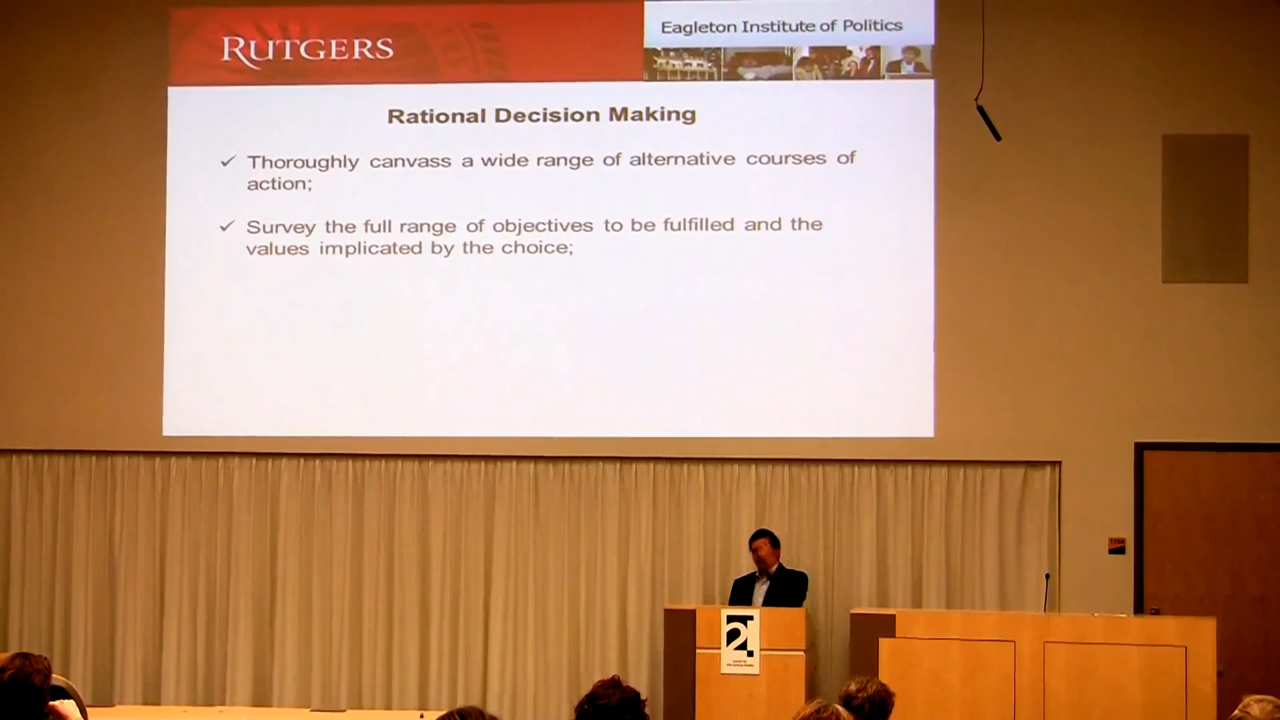 RUTGERS
Eagleton Institute of Politics
Rational Decision Making
Thoroughly canvass a wide range of alternative courses of
action;
Survey the full range of objectives to be fulfilled and the
values implicated by the choice;
21